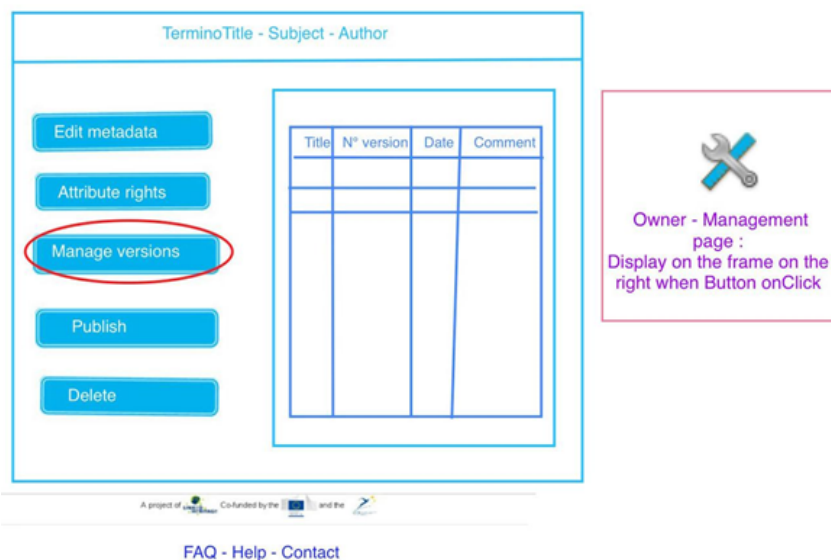 TerminoTitle - Subject - Author
Edit metadata
Attribute rights
Manage versions
Publish
Delete
Title N° version Date Comment
Owner - Management
page :
Display on the frame on the
right when Button onClick
A project of Co-funded by the and the
FAQ - Help - Contact